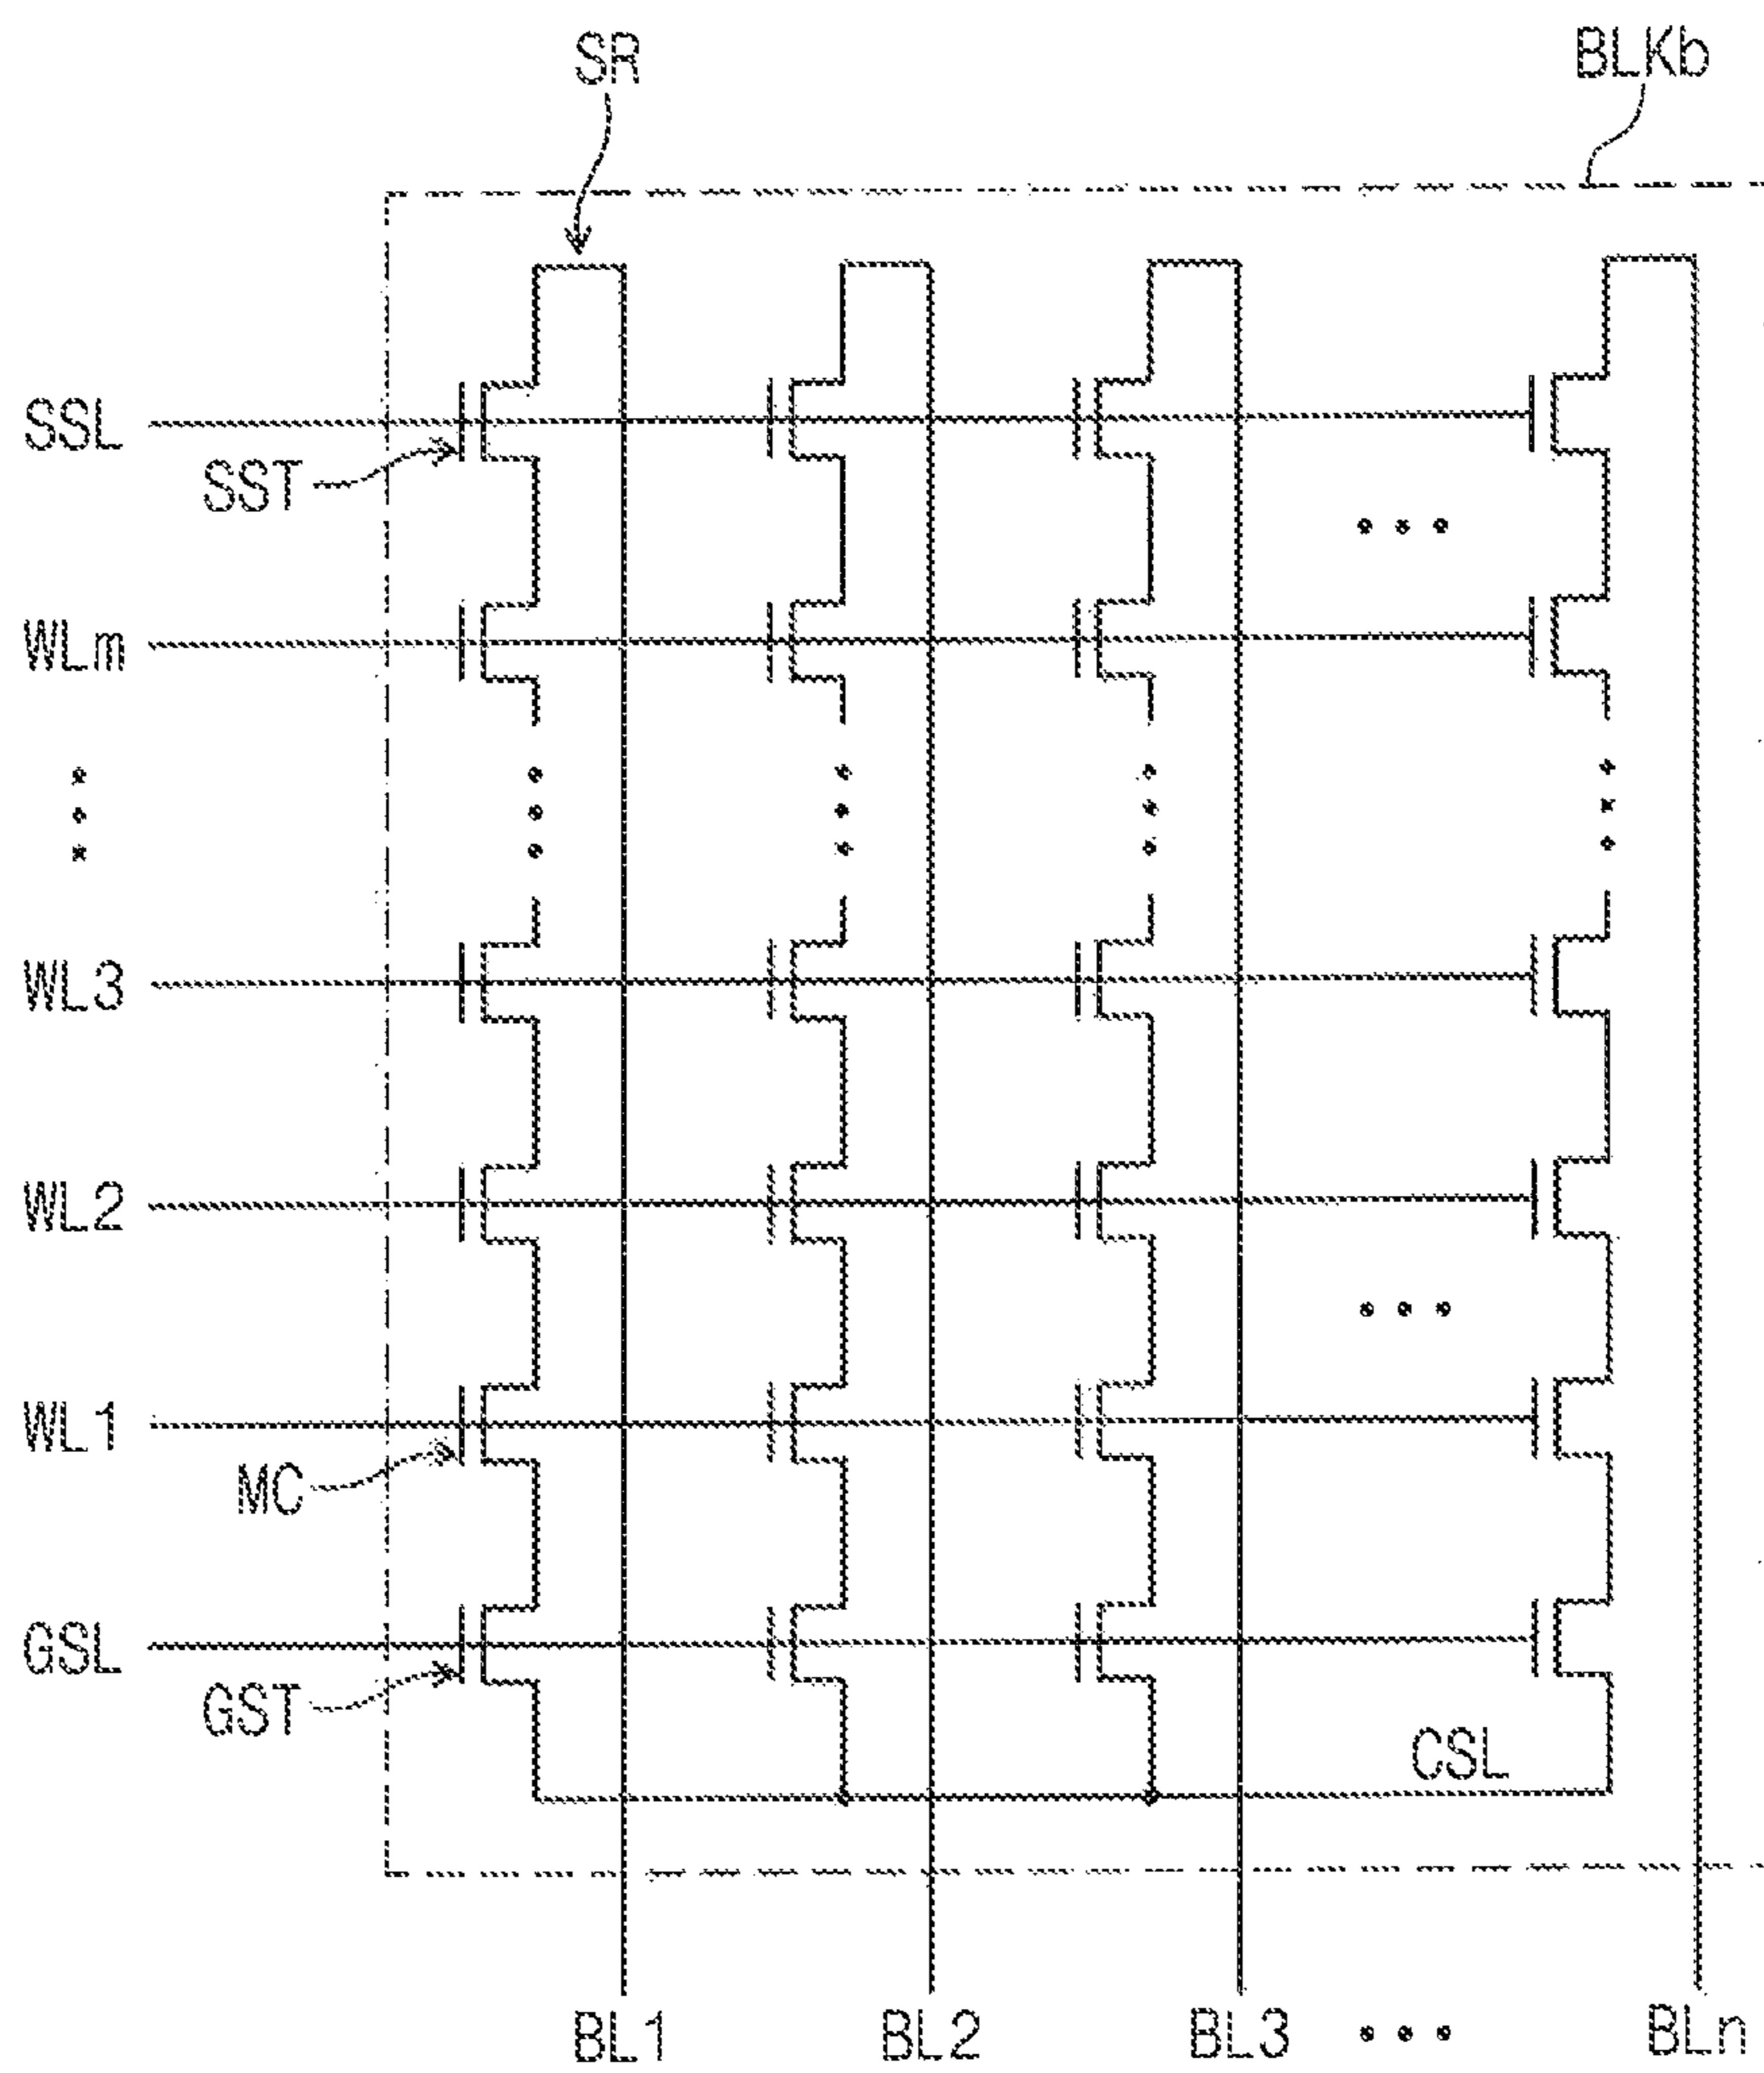 SR
BLKb
SSL
SST
WLm
WL3
WL2
WL1
MC
GSL
GST
CSL
BL1 BL2 BL3 ... BLn